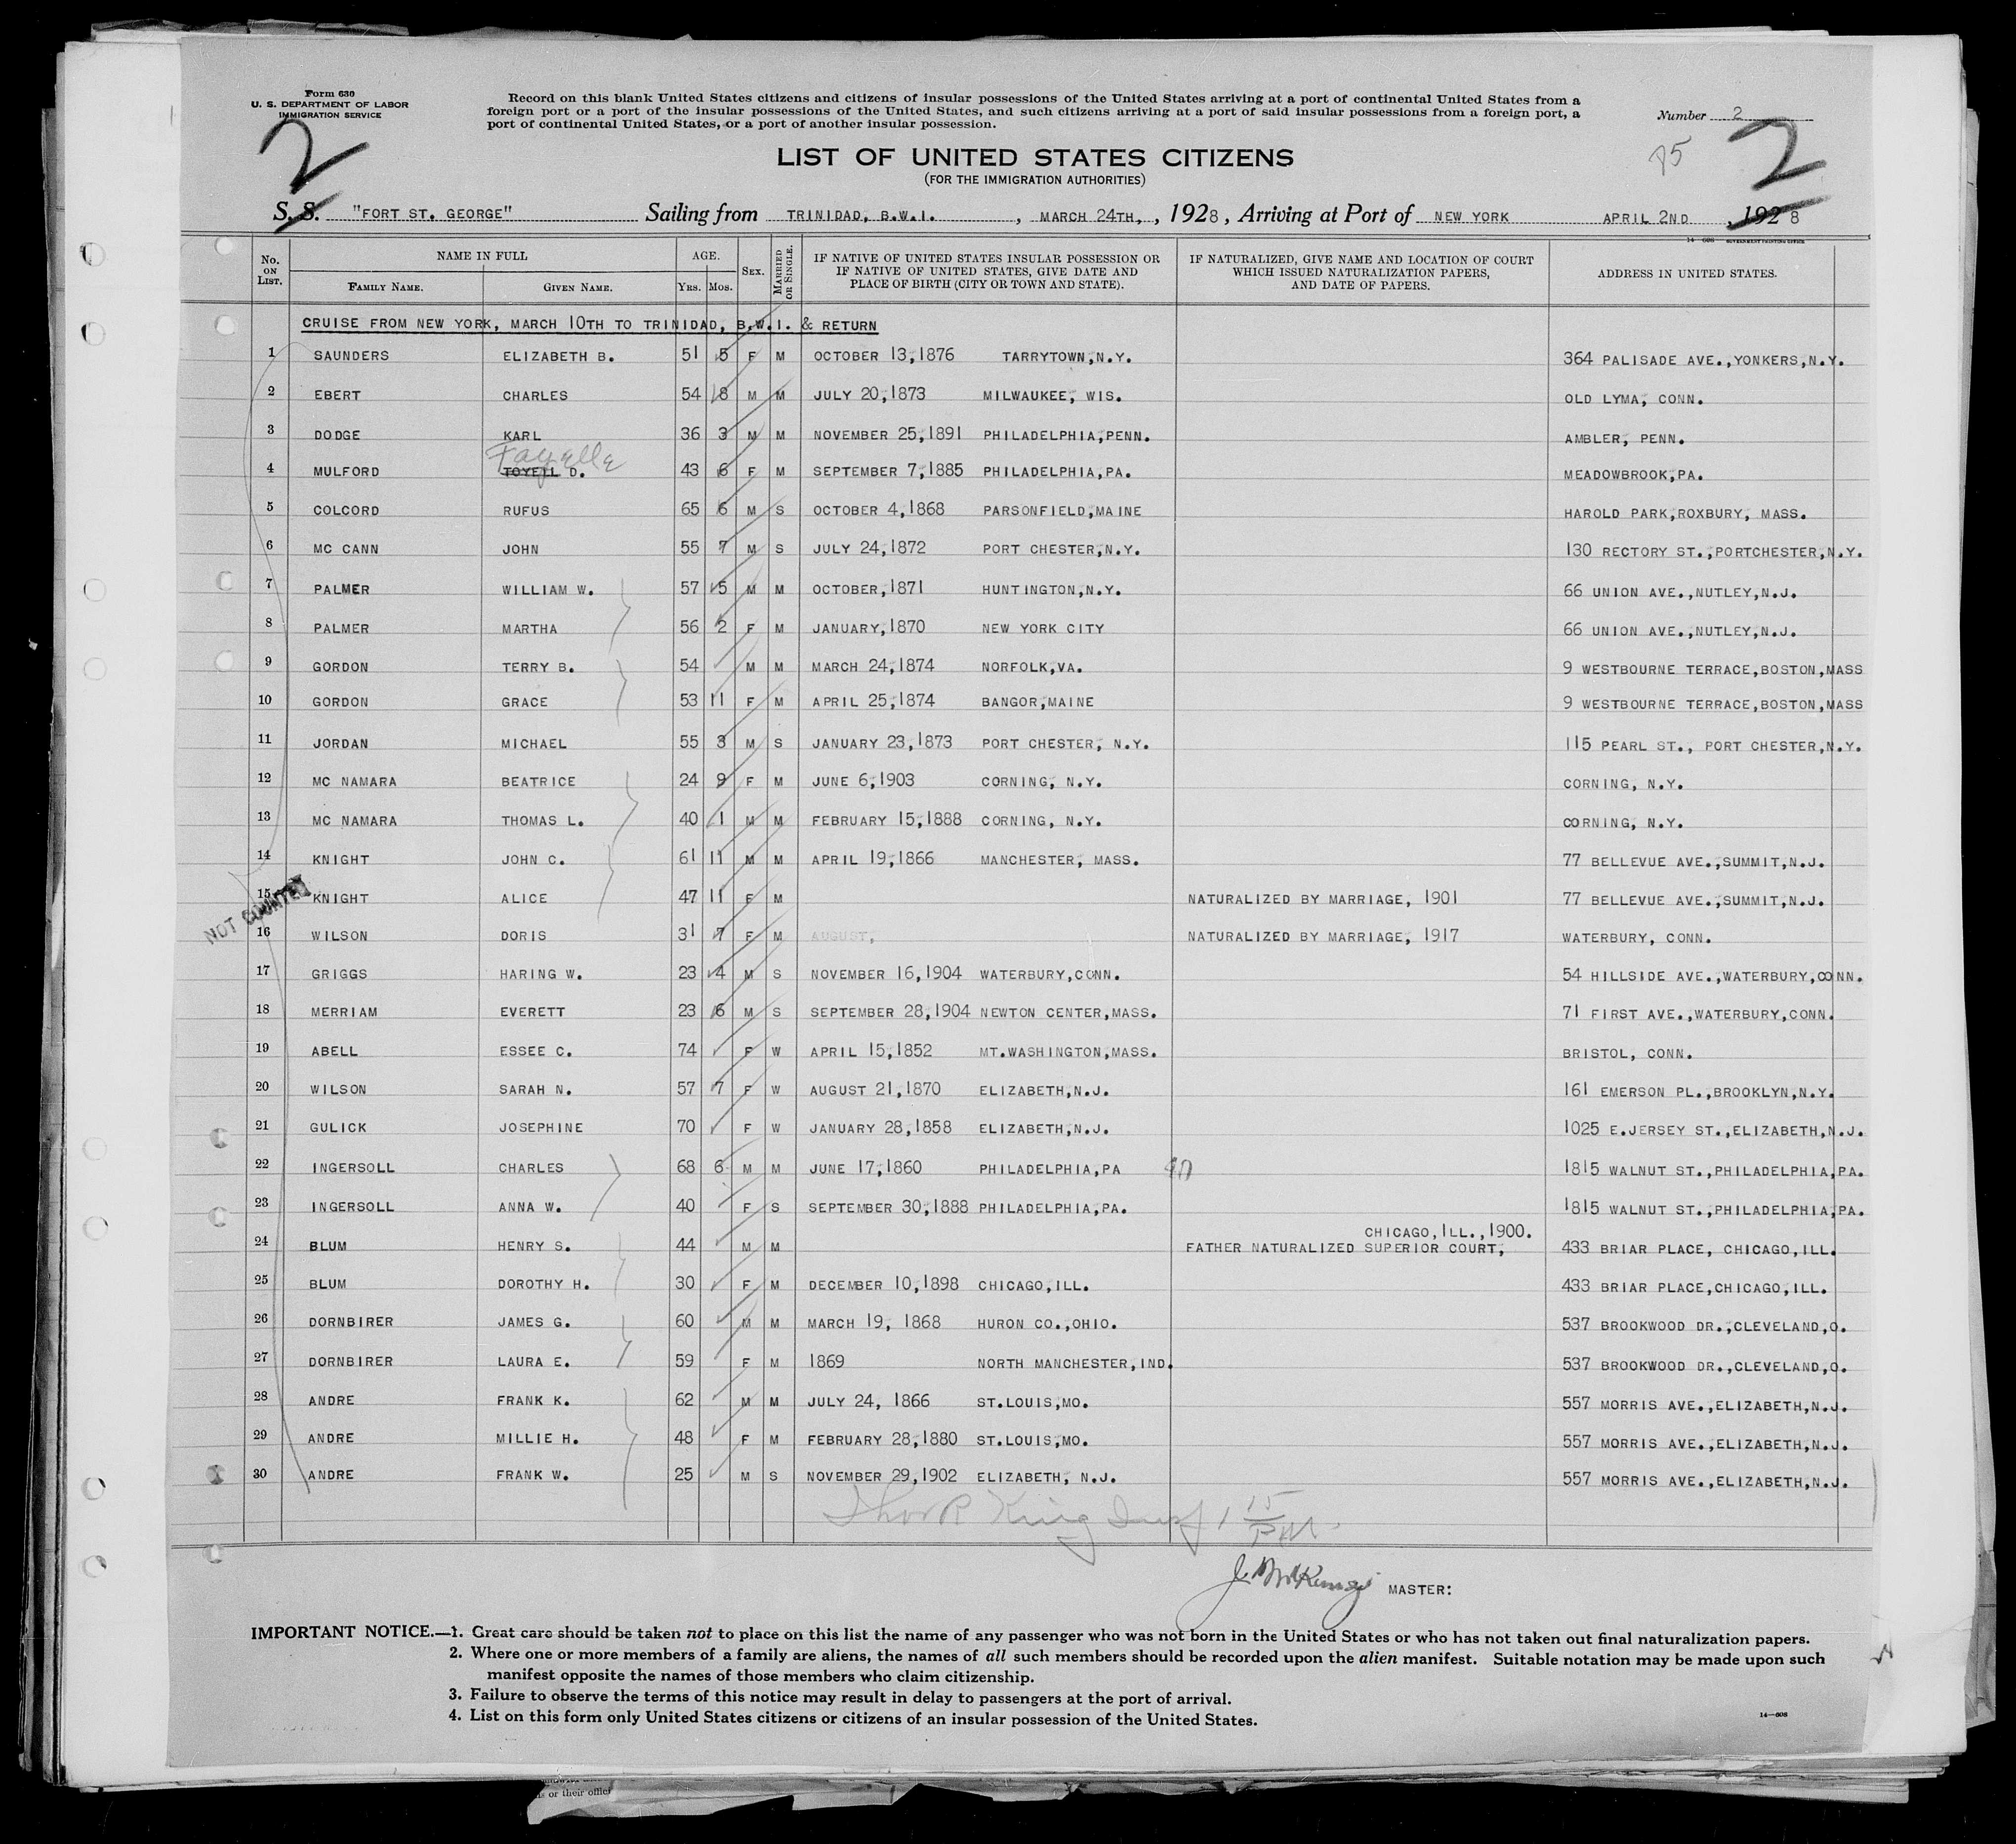 Form 630
U. S. DEPARTMENT OF LABOR
IMMIGRATION SERVICE
2
Record on this blank United States citizens and citizens of insular possessions of the United States arriving at a port of continental United States from a
foreign port or a port of the insular possessions of the United States, and such citizens arriving at a port of said insular possessions from a foreign port, a
port of continental United States, or a port of another insular possession.
Number 2
2
LIST OF UNITED STATES CITIZENS
(FOR THE IMMIGRATION AUTHORITIES)
S. S. "FORT ST. GEORGE" Sailing from TRINIDAD, B.W.I. , MARCH 24TH, , 1928, Arriving at Port of NEW YORK APRIL 2ND , 1928
14—608 GOVERNMENT PRINTING OFFICE
No. ON LIST. NAME IN FULL FAMILY NAME. GIVEN NAME. AGE. YRS. MOS. SEX. MARRIED OR SINGLE. IF NATIVE OF UNITED STATES INSULAR POSSESSION OR IF NATIVE OF UNITED STATES, GIVE DATE AND PLACE OF BIRTH (CITY OR TOWN AND STATE). IF NATURALIZED, GIVE NAME AND LOCATION OF COURT WHICH ISSUED NATURALIZATION PAPERS, AND DATE OF PAPERS. ADDRESS IN UNITED STATES.
CRUISE FROM NEW YORK, MARCH 10TH TO TRINIDAD, B.W.I. & RETURN
1 SAUNDERS ELIZABETH B. 51 5 F M OCTOBER 13,1876 TARRYTOWN,N.Y. 364 PALISADE AVE.,YONKERS,N.Y.
2 EBERT CHARLES 54 8 M M JULY 20,1873 MILWAUKEE, WIS. OLD LYMA, CONN.
3 DODGE KARL 36 3 M M NOVEMBER 25,1891 PHILADELPHIA,PENN. AMBLER, PENN.
Fayelle
4 MULFORD TOYELL D. 43 6 F M SEPTEMBER 7,1885 PHILADELPHIA,PA. MEADOWBROOK,PA.
5 COLCORD RUFUS 65 6 M S OCTOBER 4,1868 PARSONFIELD,MAINE HAROLD PARK,ROXBURY, MASS.
6 MC CANN JOHN 55 7 M S JULY 24,1872 PORT CHESTER,N.Y. 130 RECTORY ST.,PORTCHESTER,N.Y.
7 PALMER WILLIAM W. 57 5 M M OCTOBER,1871 HUNTINGTON,N.Y. 66 UNION AVE.,NUTLEY,N.J.
8 PALMER MARTHA 56 2 F M JANUARY,1870 NEW YORK CITY 66 UNION AVE.,NUTLEY,N.J.
9 GORDON TERRY B. 54 M M MARCH 24,1874 NORFOLK,VA. 9 WESTBOURNE TERRACE,BOSTON,MASS
10 GORDON GRACE 53 11 F M APRIL 25,1874 BANGOR,MAINE 9 WESTBOURNE TERRACE,BOSTON,MASS
11 JORDAN MICHAEL 55 3 M S JANUARY 23,1873 PORT CHESTER, N.Y. 115 PEARL ST., PORT CHESTER,N.Y.
12 MC NAMARA BEATRICE 24 9 F M JUNE 6,1903 CORNING, N.Y. CORNING, N.Y.
13 MC NAMARA THOMAS L. 40 1 M M FEBRUARY 15,1888 CORNING, N.Y. CORNING, N.Y.
14 KNIGHT JOHN C. 61 11 M M APRIL 19,1866 MANCHESTER, MASS. 77 BELLEVUE AVE.,SUMMIT,N.J.
NOT COUNTED
15 KNIGHT ALICE 47 11 F M NATURALIZED BY MARRIAGE, 1901 77 BELLEVUE AVE.,SUMMIT,N.J.
16 WILSON DORIS 31 7 F M AUGUST, NATURALIZED BY MARRIAGE, 1917 WATERBURY, CONN.
17 GRIGGS HARING W. 23 4 M S NOVEMBER 16,1904 WATERBURY,CONN. 54 HILLSIDE AVE.,WATERBURY,CONN.
18 MERRIAM EVERETT 23 6 M S SEPTEMBER 28,1904 NEWTON CENTER,MASS. 71 FIRST AVE.,WATERBURY,CONN.
19 ABELL ESSEE C. 74 F W APRIL 15,1852 MT.WASHINGTON,MASS. BRISTOL, CONN.
20 WILSON SARAH N. 57 7 F W AUGUST 21,1870 ELIZABETH,N.J. 161 EMERSON PL.,BROOKLYN,N.Y.
21 GULICK JOSEPHINE 70 F W JANUARY 28,1858 ELIZABETH,N.J. 1025 E.JERSEY ST.,ELIZABETH,N.J.
22 INGERSOLL CHARLES 68 6 M M JUNE 17,1860 PHILADELPHIA,PA 1815 WALNUT ST.,PHILADELPHIA,PA.
23 INGERSOLL ANNA W. 40 F S SEPTEMBER 30,1888 PHILADELPHIA,PA. 1815 WALNUT ST.,PHILADELPHIA,PA.
CHICAGO,ILL.,1900.
24 BLUM HENRY S. 44 M M FATHER NATURALIZED SUPERIOR COURT, 433 BRIAR PLACE, CHICAGO,ILL.
25 BLUM DOROTHY H. 30 F M DECEMBER 10,1898 CHICAGO,ILL. 433 BRIAR PLACE,CHICAGO,ILL.
26 DORNBIRER JAMES G. 60 M M MARCH 19, 1868 HURON CO.,OHIO. 537 BROOKWOOD DR.,CLEVELAND,O.
27 DORNBIRER LAURA E. 59 F M 1869 NORTH MANCHESTER,IND. 537 BROOKWOOD DR.,CLEVELAND,O.
28 ANDRE FRANK K. 62 M M JULY 24, 1866 ST.LOUIS,MO. 557 MORRIS AVE.,ELIZABETH,N.J.
29 ANDRE MILLIE H. 48 F M FEBRUARY 28,1880 ST.LOUIS,MO. 557 MORRIS AVE.,ELIZABETH,N.J.
30 ANDRE FRANK W. 25 M S NOVEMBER 29,1902 ELIZABETH, N.J. 557 MORRIS AVE.,ELIZABETH,N.J.
King Insp 1 15 PM.
MASTER:
IMPORTANT NOTICE.—1. Great care should be taken not to place on this list the name of any passenger who was not born in the United States or who has not taken out final naturalization papers.
2. Where one or more members of a family are aliens, the names of all such members should be recorded upon the alien manifest. Suitable notation may be made upon such
manifest opposite the names of those members who claim citizenship.
3. Failure to observe the terms of this notice may result in delay to passengers at the port of arrival.
4. List on this form only United States citizens or citizens of an insular possession of the United States.
14—608
or their offic